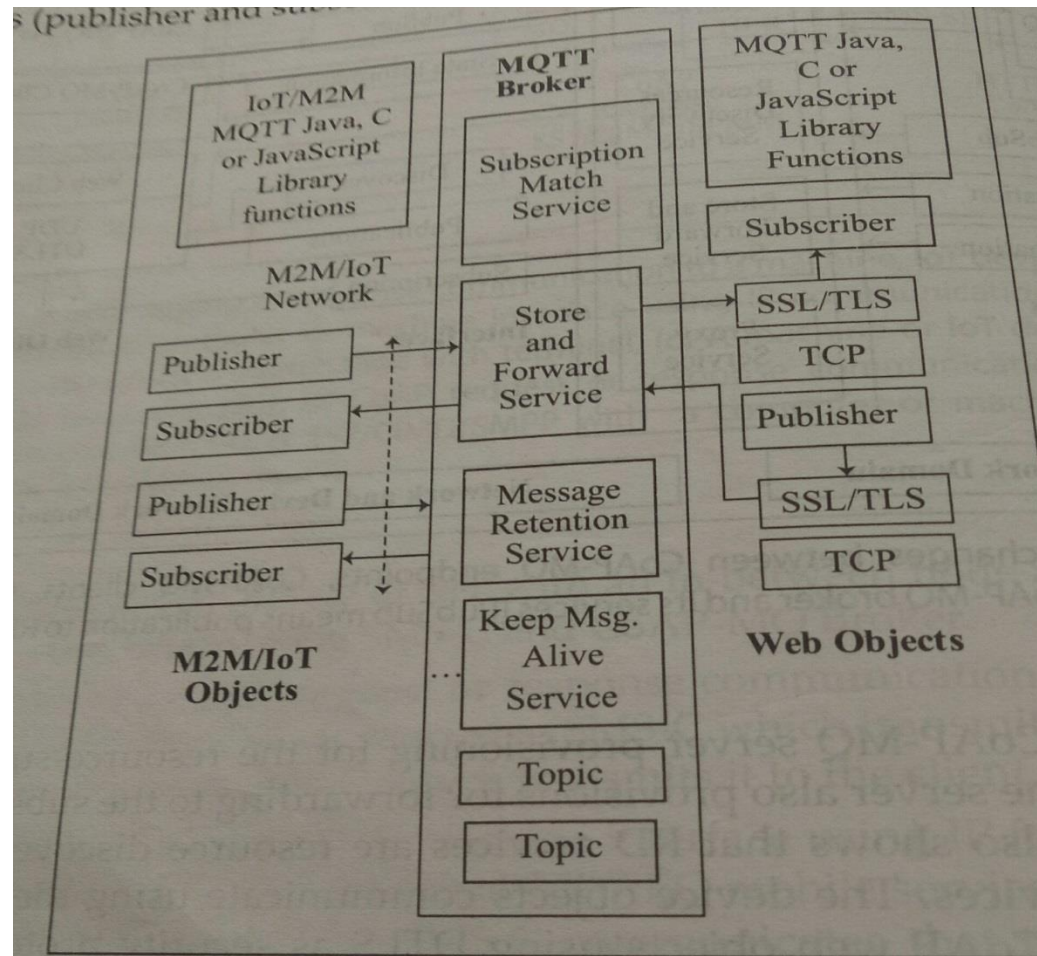 s (publisher and
IoT/M2M
MQTT Java, C
or JavaScript
Library
functions
M2M/IoT
Network
Publisher
Subscriber
Publisher
Subscriber
M2M/IoT
Objects
MQTT
Broker
Subscription
Match
Service
Store
and
Forward
Service
Message
Retention
Service
Keep Msg.
Alive
Service
...
Topic
Topic
MQTT Java,
C or
JavaScript
Library
Functions
Subscriber
SSL/TLS
TCP
Publisher
SSL/TLS
TCP
Web Objects